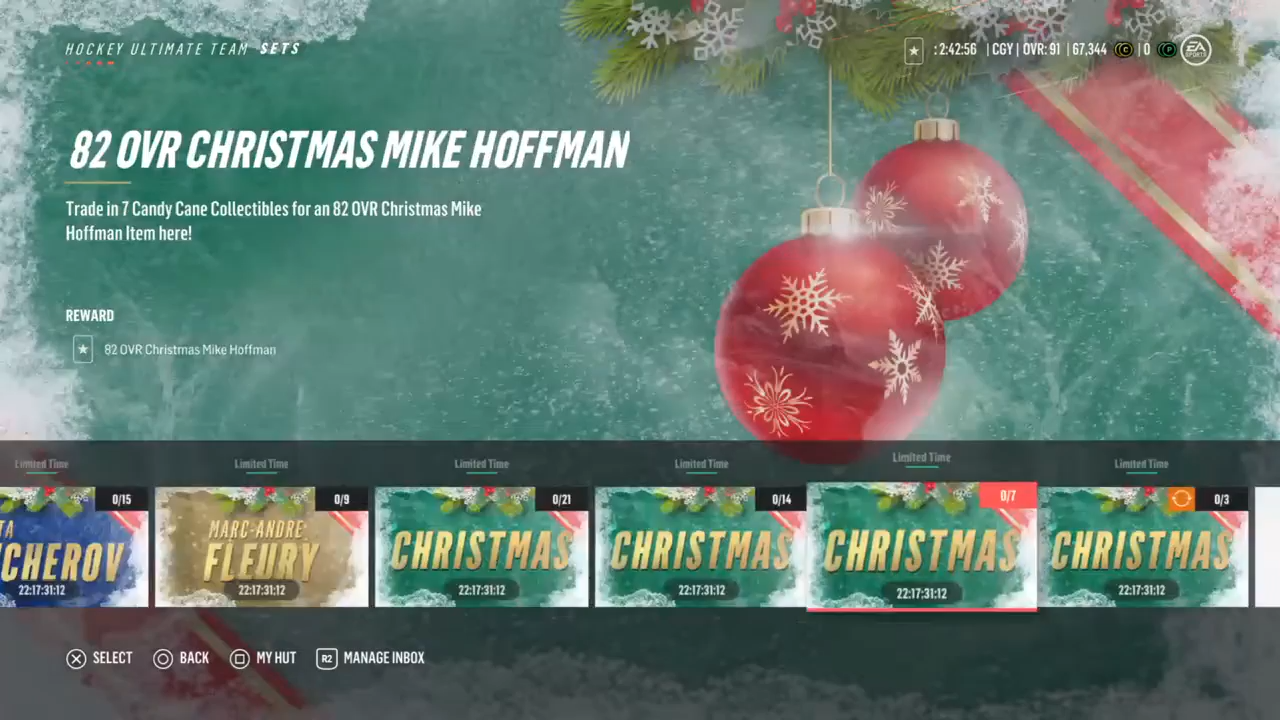 HOCKEY ULTIMATE TEAM SETS
: 2:42:56 | CGY | OVR: 91 | 67,344 C | 0 P EA SPORTS
82 OVR CHRISTMAS MIKE HOFFMAN
Trade in 7 Candy Cane Collectibles for an 82 OVR Christmas Mike
Hoffman Item here!
REWARD
82 OVR Christmas Mike Hoffman
Limited Time Limited Time Limited Time Limited Time Limited Time Limited Time
0/15 0/9 0/21 0/14 0/7 0/3
TA
CHEROV
MARC-ANDRE
FLEURY
CHRISTMAS CHRISTMAS CHRISTMAS CHRISTMAS
22:17:31:12 22:17:31:12 22:17:31:12 22:17:31:12 22:17:31:12 22:17:31:12
SELECT BACK MY HUT R2 MANAGE INBOX